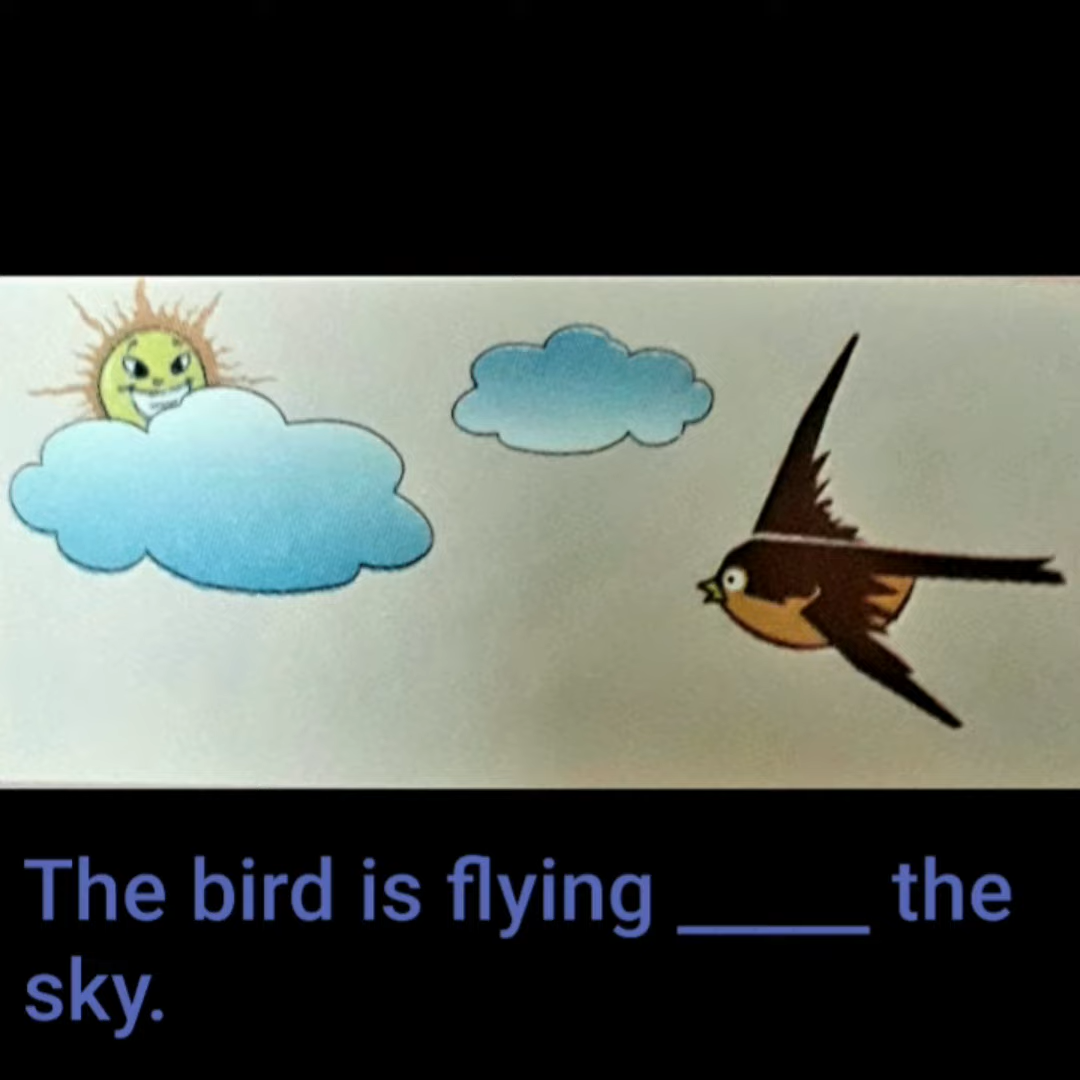 The bird is flying _____ the
sky.